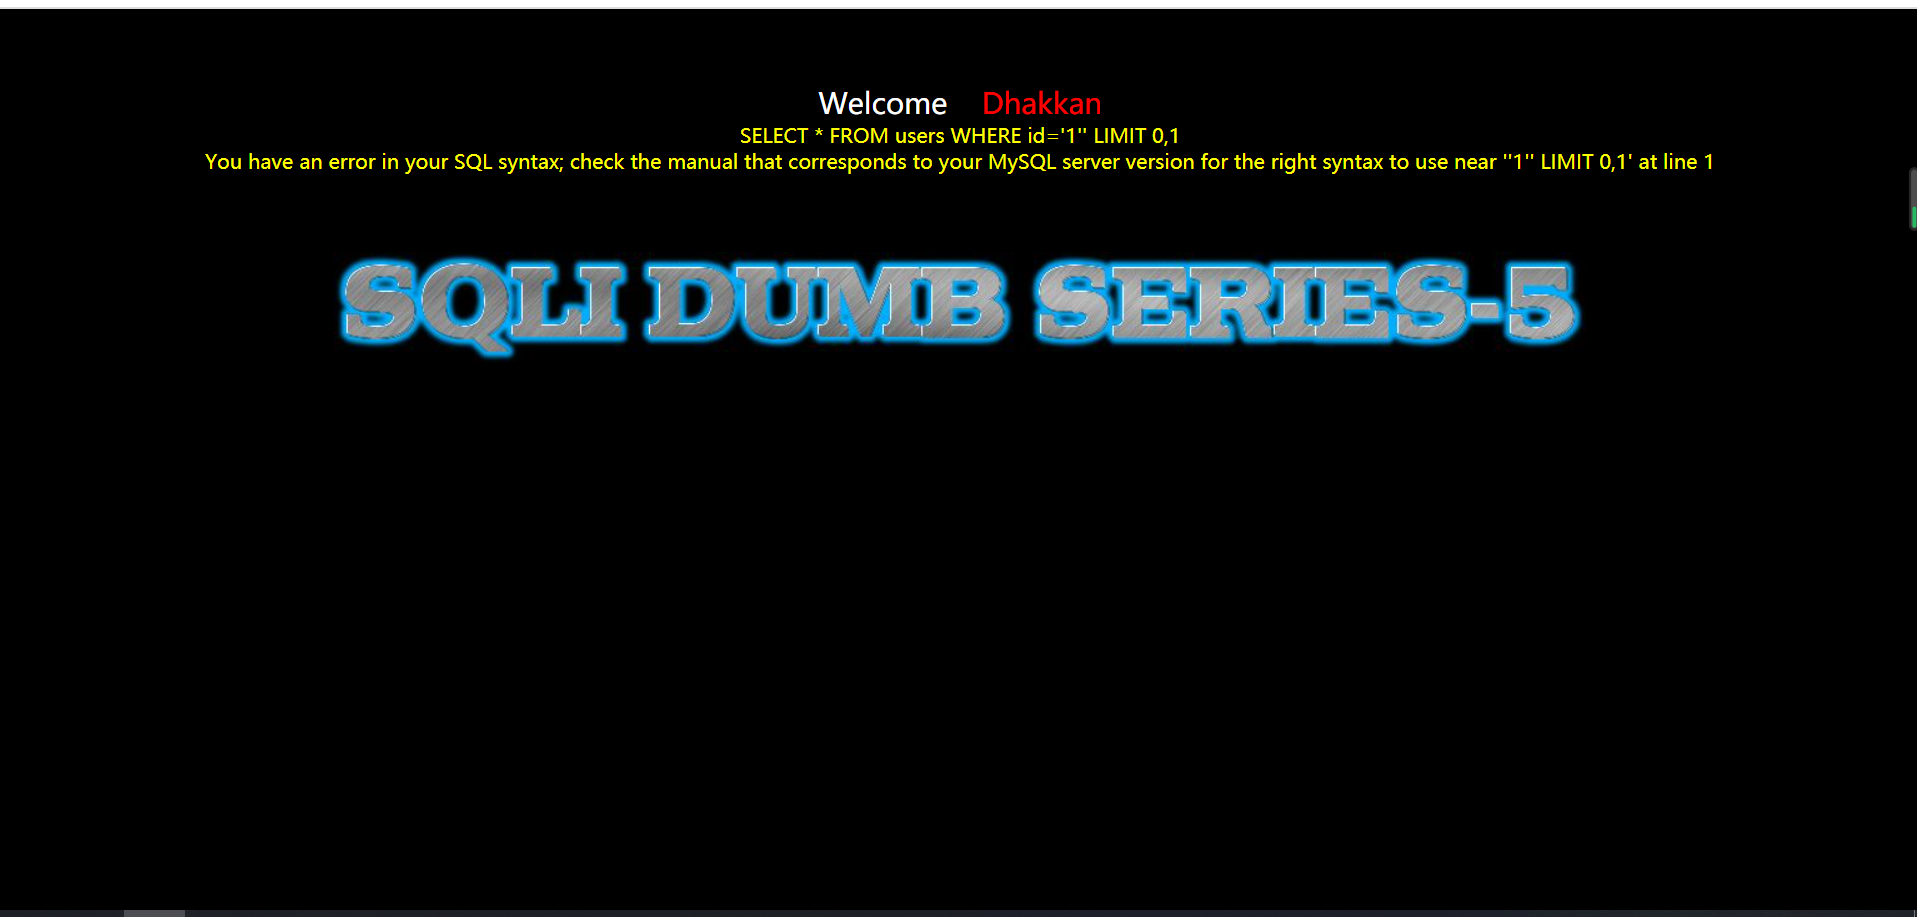 Welcome Dhakkan
SELECT * FROM users WHERE id='1'' LIMIT 0,1
You have an error in your SQL syntax; check the manual that corresponds to your MySQL server version for the right syntax to use near ''1'' LIMIT 0,1' at line 1
SQLI DUMB SERIES-5